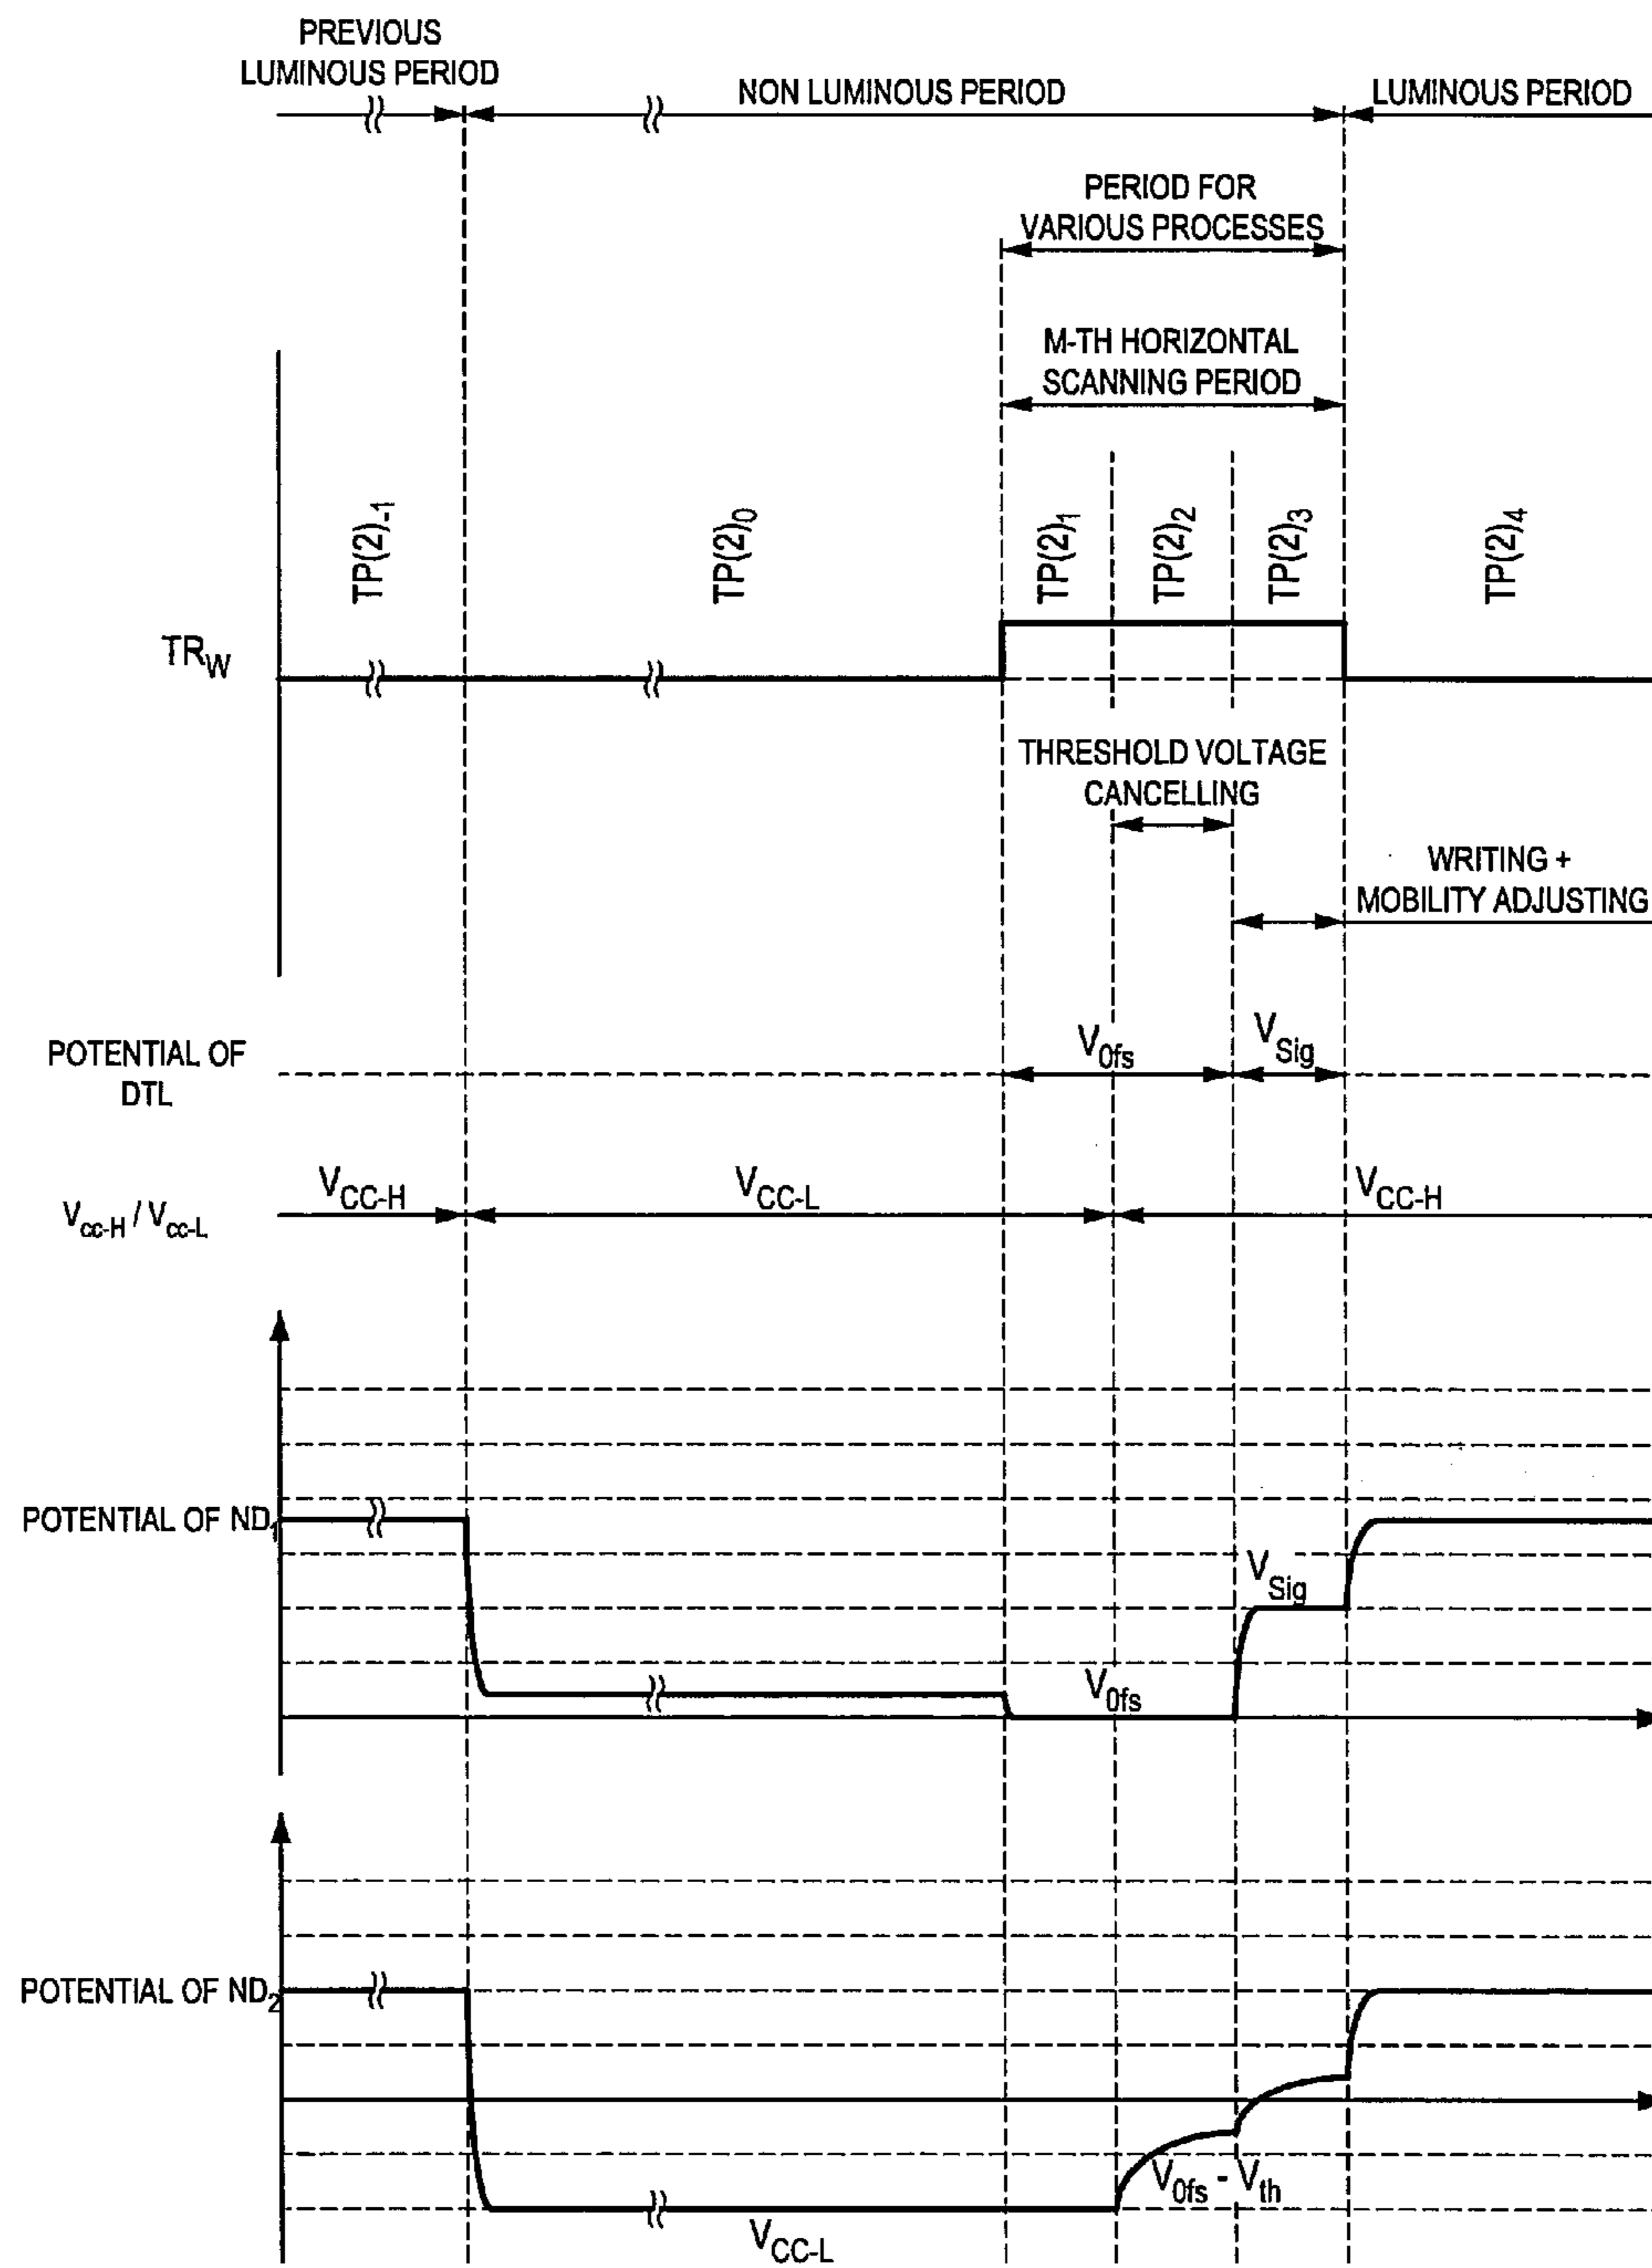 PREVIOUS
LUMINOUS PERIOD
NON LUMINOUS PERIOD
LUMINOUS PERIOD
PERIOD FOR
VARIOUS PROCESSES
M-TH HORIZONTAL
SCANNING PERIOD
TP(2)-1
TP(2)0
TP(2)1
TP(2)2
TP(2)3
TP(2)4
TRW
THRESHOLD VOLTAGE
CANCELLING
WRITING +
MOBILITY ADJUSTING
POTENTIAL OF
DTL
V0fs
VSig
Vcc-H / Vcc-L
VCC-H
VCC-L
VCC-H
POTENTIAL OF ND1
VSig
V0fs
POTENTIAL OF ND2
V0fs - Vth
VCC-L